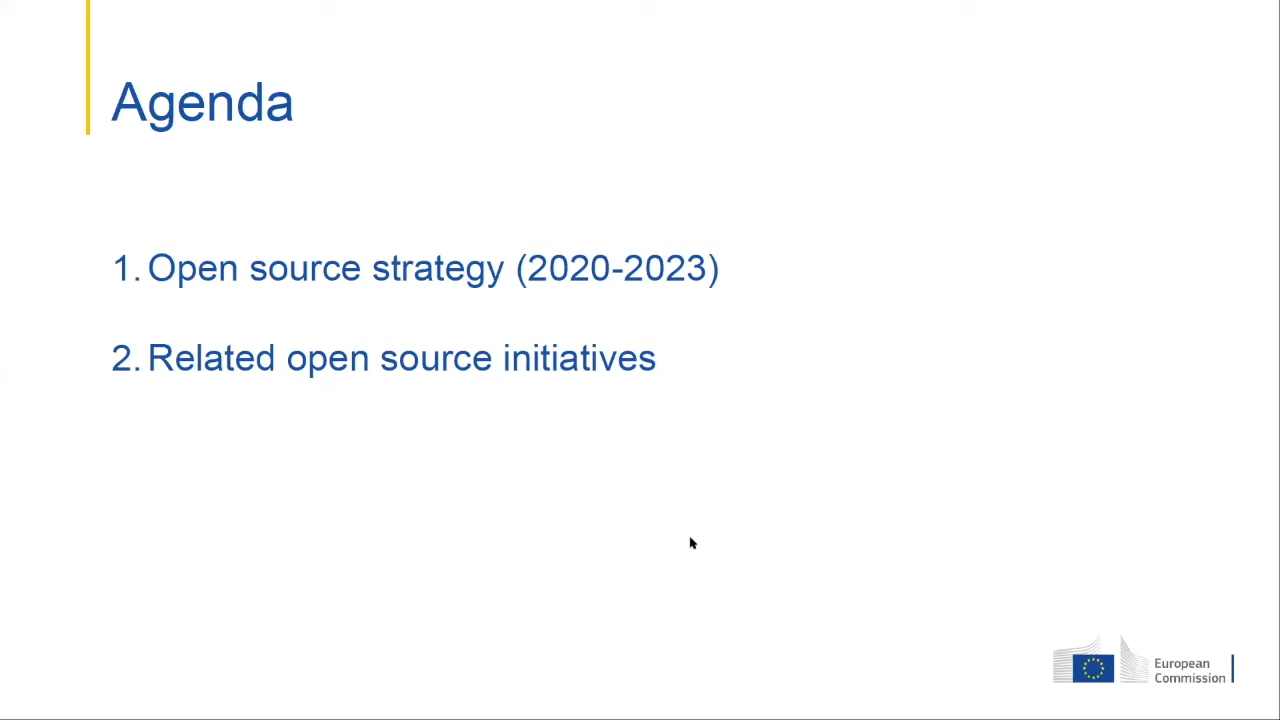 Agenda
1. Open source strategy (2020-2023)
2. Related open source initiatives
European
Commission